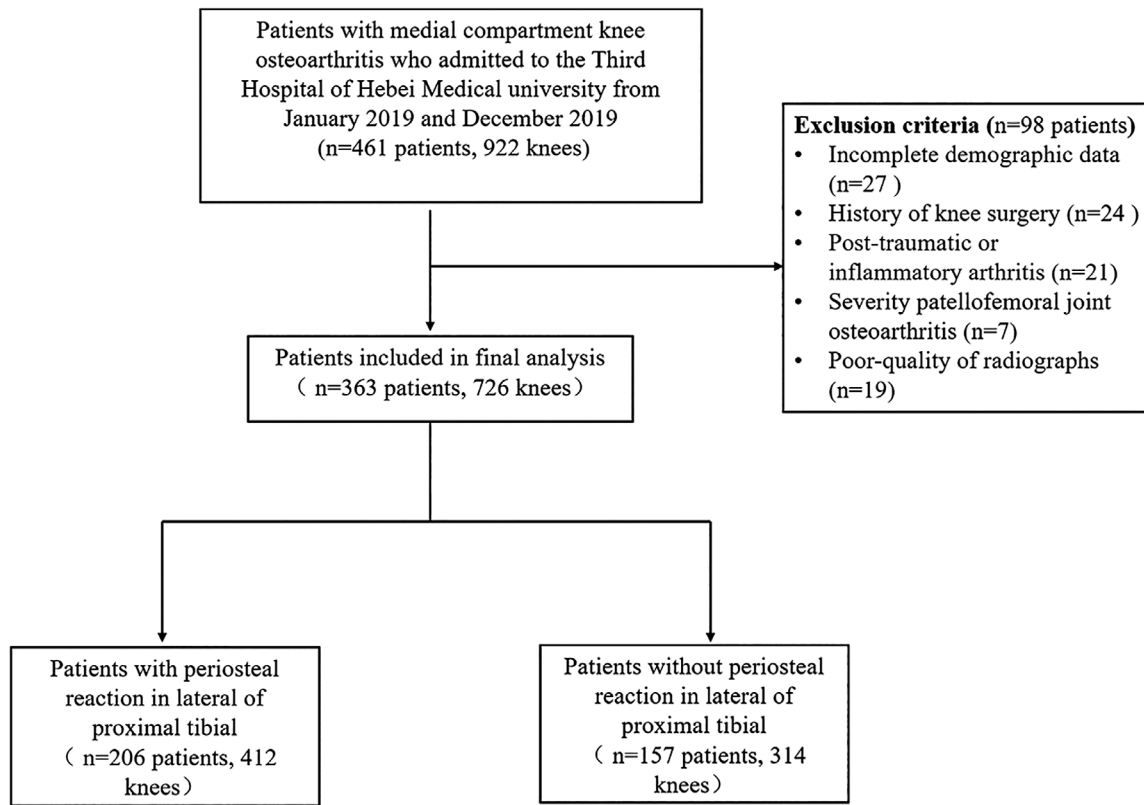 Patients with medial compartment knee
osteoarthritis who admitted to the Third
Hospital of Hebei Medical university from
January 2019 and December 2019
(n=461 patients, 922 knees)
Exclusion criteria (n=98 patients)
• Incomplete demographic data
(n=27 )
• History of knee surgery (n=24 )
• Post-traumatic or
inflammatory arthritis (n=21)
• Severity patellofemoral joint
osteoarthritis (n=7)
• Poor-quality of radiographs
(n=19)
Patients included in final analysis
（ n=363 patients, 726 knees）
Patients with periosteal
reaction in lateral of
proximal tibial
（ n=206 patients, 412
knees）
Patients without periosteal
reaction in lateral of
proximal tibial
（ n=157 patients, 314
knees）